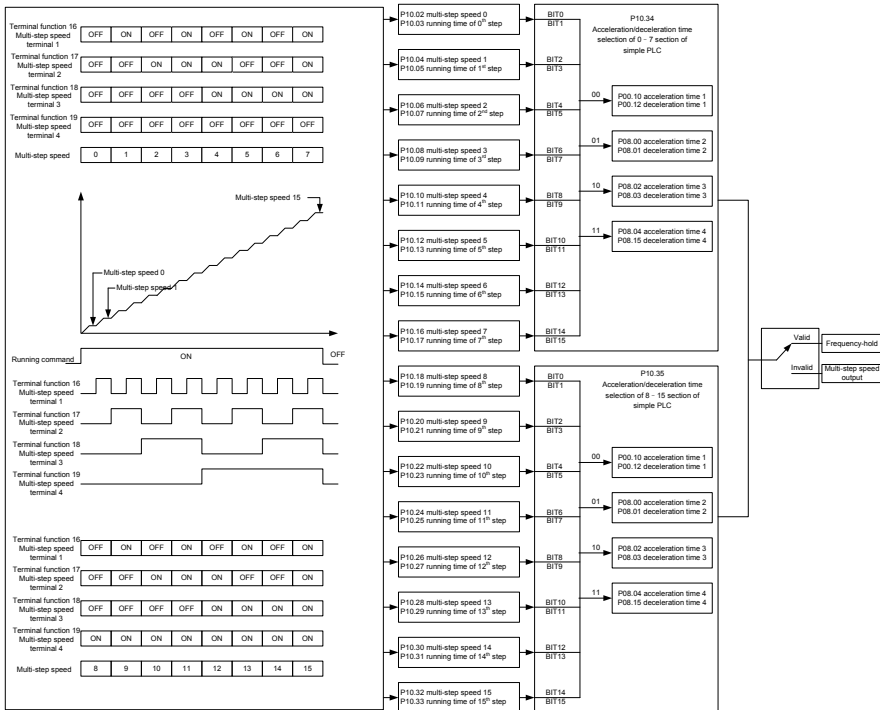 Terminal function 16
Multi-step speed
terminal 1
OFF ON OFF ON OFF ON OFF ON
Terminal function 17
Multi-step speed
terminal 2
OFF OFF ON ON OFF OFF ON ON
Terminal function 18
Multi-step speed
terminal 3
OFF OFF OFF OFF ON ON ON ON
Terminal function 19
Multi-step speed
terminal 4
OFF OFF OFF OFF OFF OFF OFF OFF
Multi-step speed 0 1 2 3 4 5 6 7
Multi-step speed 15
Multi-step speed 0
Multi-step speed 1
Running command ON OFF
Terminal function 16
Multi-step speed
terminal 1
Terminal function 17
Multi-step speed
terminal 2
Terminal function 18
Multi-step speed
terminal 3
Terminal function 19
Multi-step speed
terminal 4
Terminal function 16
Multi-step speed
terminal 1
OFF ON OFF ON OFF ON OFF ON
Terminal function 17
Multi-step speed
terminal 2
OFF OFF ON ON OFF OFF ON ON
Terminal function 18
Multi-step speed
terminal 3
OFF OFF OFF OFF ON ON ON ON
Terminal function 19
Multi-step speed
terminal 4
ON ON ON ON ON ON ON ON
Multi-step speed 8 9 10 11 12 13 14 15
P10.02 multi-step speed 0
P10.03 running time of 0th step
P10.04 multi-step speed 1
P10.05 running time of 1st step
P10.06 multi-step speed 2
P10.07 running time of 2nd step
P10.08 multi-step speed 3
P10.09 running time of 3rd step
P10.10 multi-step speed 4
P10.11 running time of 4th step
P10.12 multi-step speed 5
P10.13 running time of 5th step
P10.14 multi-step speed 6
P10.15 running time of 6th step
P10.16 multi-step speed 7
P10.17 running time of 7th step
P10.18 multi-step speed 8
P10.19 running time of 8th step
P10.20 multi-step speed 9
P10.21 running time of 9th step
P10.22 multi-step speed 10
P10.23 running time of 10th step
P10.24 multi-step speed 11
P10.25 running time of 11th step
P10.26 multi-step speed 12
P10.27 running time of 12th step
P10.28 multi-step speed 13
P10.29 running time of 13th step
P10.30 multi-step speed 14
P10.31 running time of 14th step
P10.32 multi-step speed 15
P10.33 running time of 15th step
BIT0
BIT1
BIT2
BIT3
BIT4
BIT5
BIT6
BIT7
BIT8
BIT9
BIT10
BIT11
BIT12
BIT13
BIT14
BIT15
P10.34
Acceleration/deceleration time
selection of 0 - 7 section of
simple PLC
00
P00.10 acceleration time 1
P00.12 deceleration time 1
01
P08.00 acceleration time 2
P08.01 deceleration time 2
10
P08.02 acceleration time 3
P08.03 deceleration time 3
11
P08.04 acceleration time 4
P08.15 deceleration time 4
BIT0
BIT1
BIT2
BIT3
BIT4
BIT5
BIT6
BIT7
BIT8
BIT9
BIT10
BIT11
BIT12
BIT13
BIT14
BIT15
P10.35
Acceleration/deceleration time
selection of 8 - 15 section of
simple PLC
00
P00.10 acceleration time 1
P00.12 deceleration time 1
01
P08.00 acceleration time 2
P08.01 deceleration time 2
10
P08.02 acceleration time 3
P08.03 deceleration time 3
11
P08.04 acceleration time 4
P08.15 deceleration time 4
Valid
Frequency-hold
Invalid
Multi-step speed
output